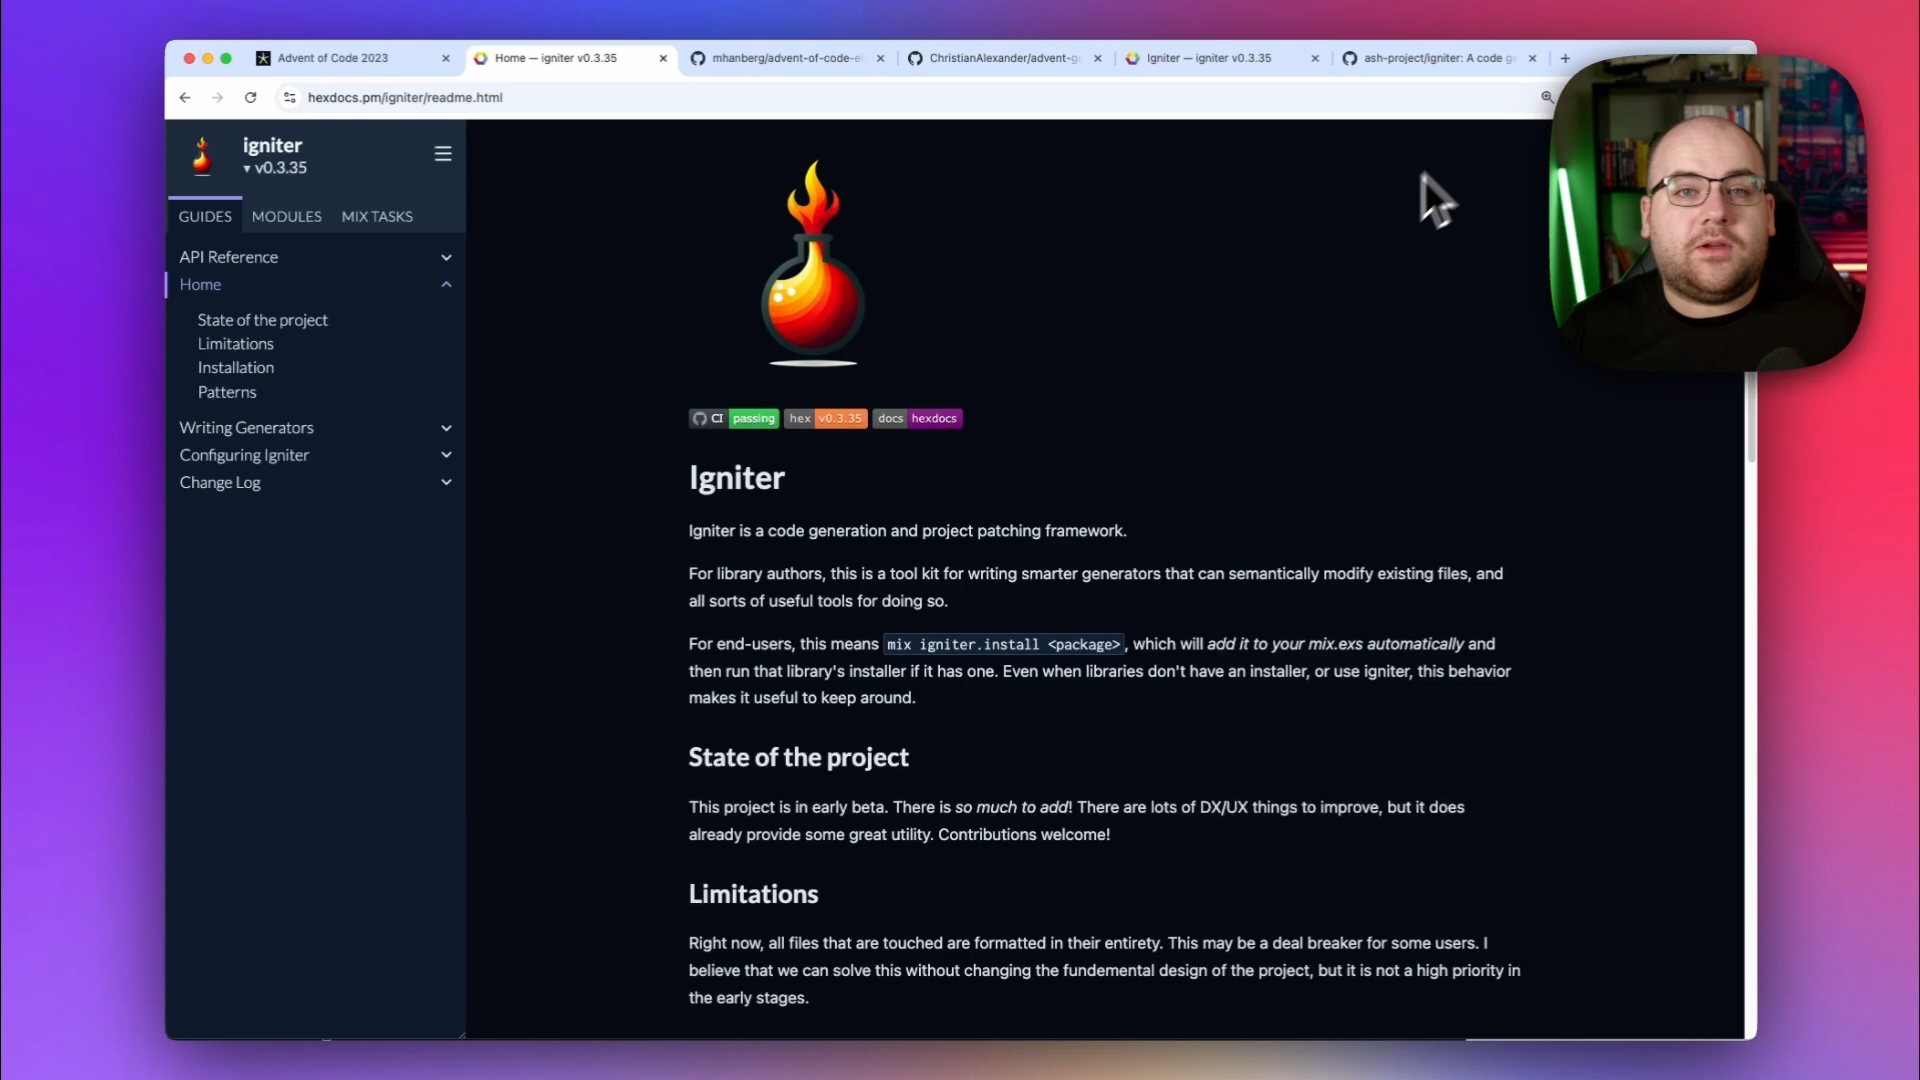 Advent of Code 2023
Home — igniter v0.3.35
mhanberg/advent-of-code-el
ChristianAlexander/advent-ge
Igniter — igniter v0.3.35
ash-project/igniter: A code ge
hexdocs.pm/igniter/readme.html
igniter
v0.3.35
GUIDES MODULES MIX TASKS
API Reference
Home
State of the project
Limitations
Installation
Patterns
Writing Generators
Configuring Igniter
Change Log
CI passing hex v0.3.35 docs hexdocs
Igniter
Igniter is a code generation and project patching framework.
For library authors, this is a tool kit for writing smarter generators that can semantically modify existing files, and
all sorts of useful tools for doing so.
For end-users, this means mix igniter.install <package>, which will add it to your mix.exs automatically and
then run that library's installer if it has one. Even when libraries don't have an installer, or use igniter, this behavior
makes it useful to keep around.
State of the project
This project is in early beta. There is so much to add! There are lots of DX/UX things to improve, but it does
already provide some great utility. Contributions welcome!
Limitations
Right now, all files that are touched are formatted in their entirety. This may be a deal breaker for some users. I
believe that we can solve this without changing the fundemental design of the project, but it is not a high priority in
the early stages.